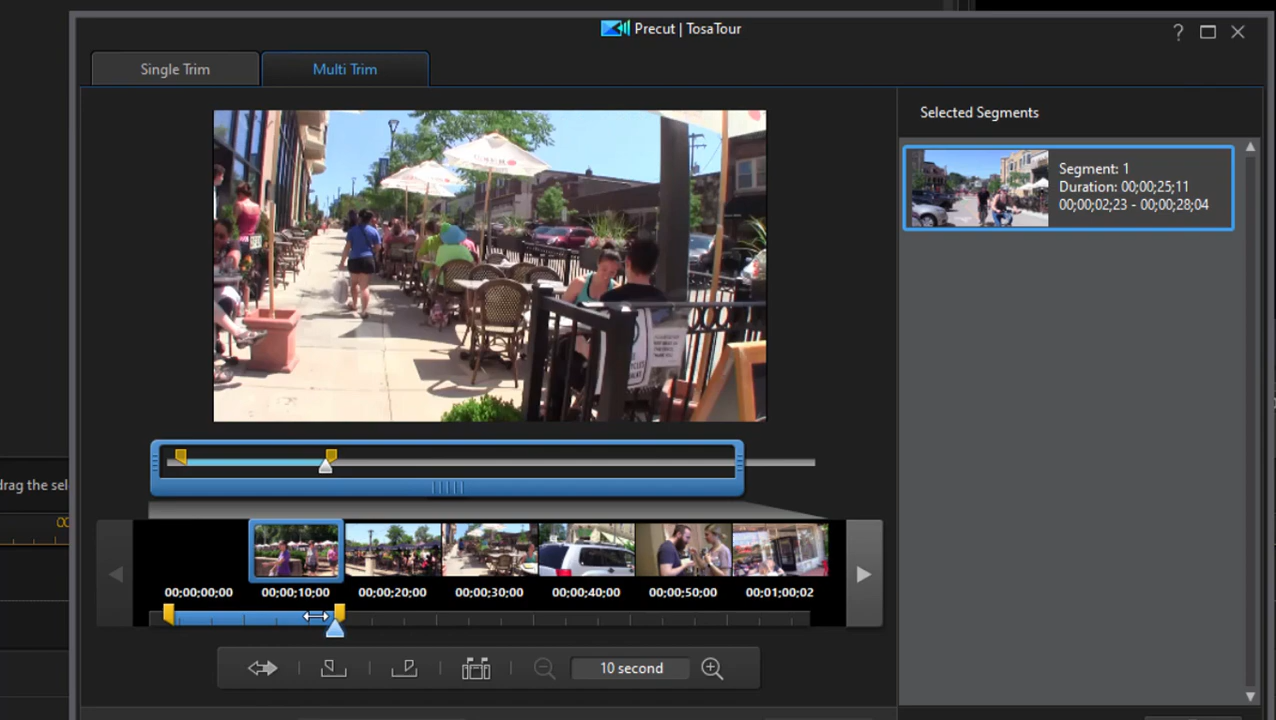 Precut | TosaTour
?
Single Trim
Multi Trim
Selected Segments
Segment: 1
Duration: 00;00;25;11
00;00;02;23 - 00;00;28;04
drag the sel
00
00;00;00;00 00;00;10;00 00;00;20;00 00;00;30;00 00;00;40;00 00;00;50;00 00;01;00;02
10 second